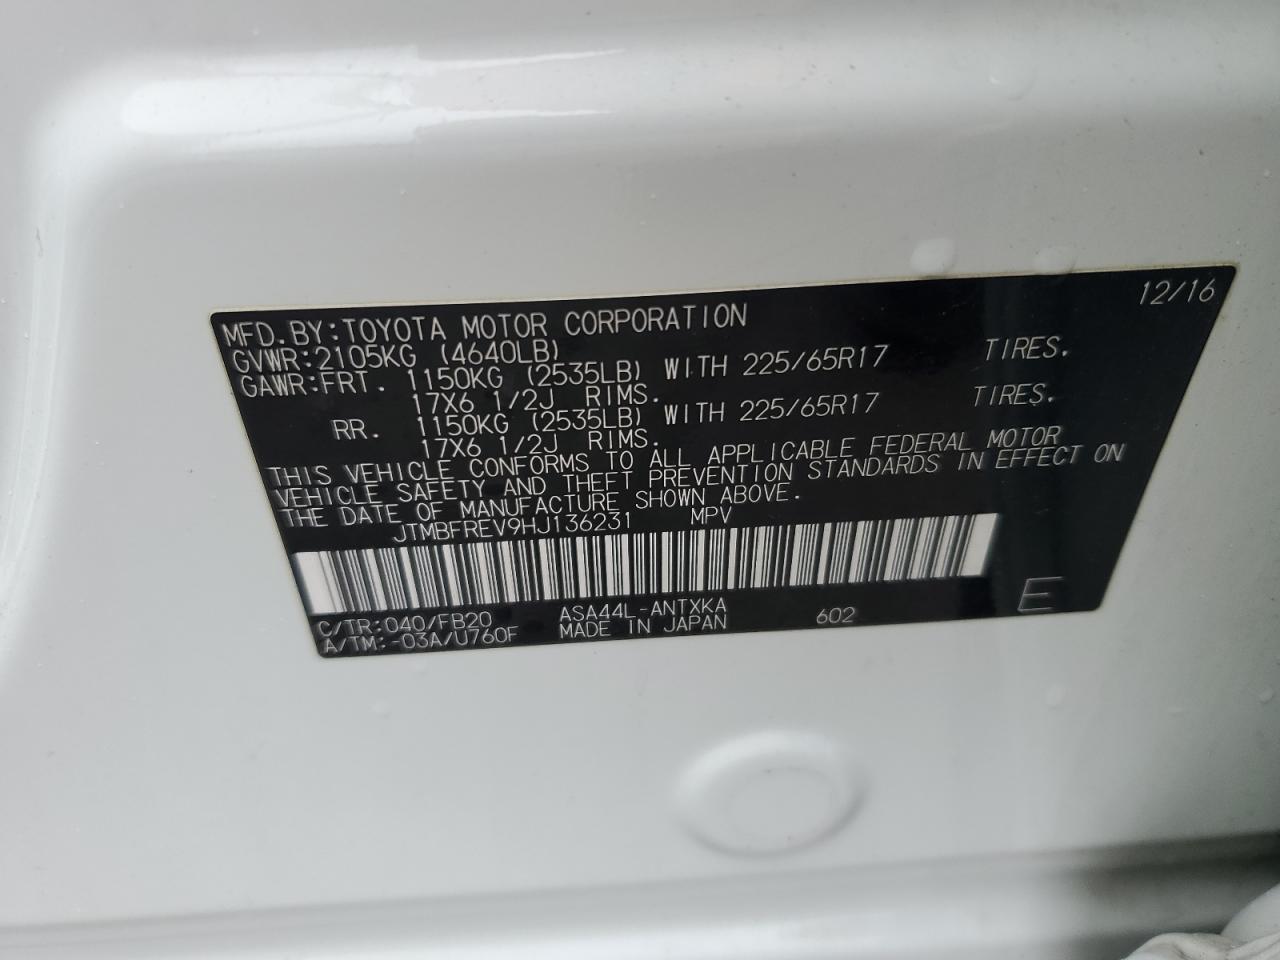 12/16
MFD.BY:TOYOTA MOTOR CORPORATION
GVWR:2105KG (4640LB)
GAWR:FRT. 1150KG (2535LB) WITH 225/65R17 TIRES.
17X6 1/2J RIMS.
RR. 1150KG (2535LB) WITH 225/65R17 TIRES.
17X6 1/2J RIMS.
THIS VEHICLE CONFORMS TO ALL APPLICABLE FEDERAL MOTOR
VEHICLE SAFETY AND THEFT PREVENTION STANDARDS IN EFFECT ON
THE DATE OF MANUFACTURE SHOWN ABOVE.
JTMBFREV9HJ136231 MPV
C/TR:040/FB20 ASA44L-ANTXKA 602 E
A/TM:-03A/U760F MADE IN JAPAN